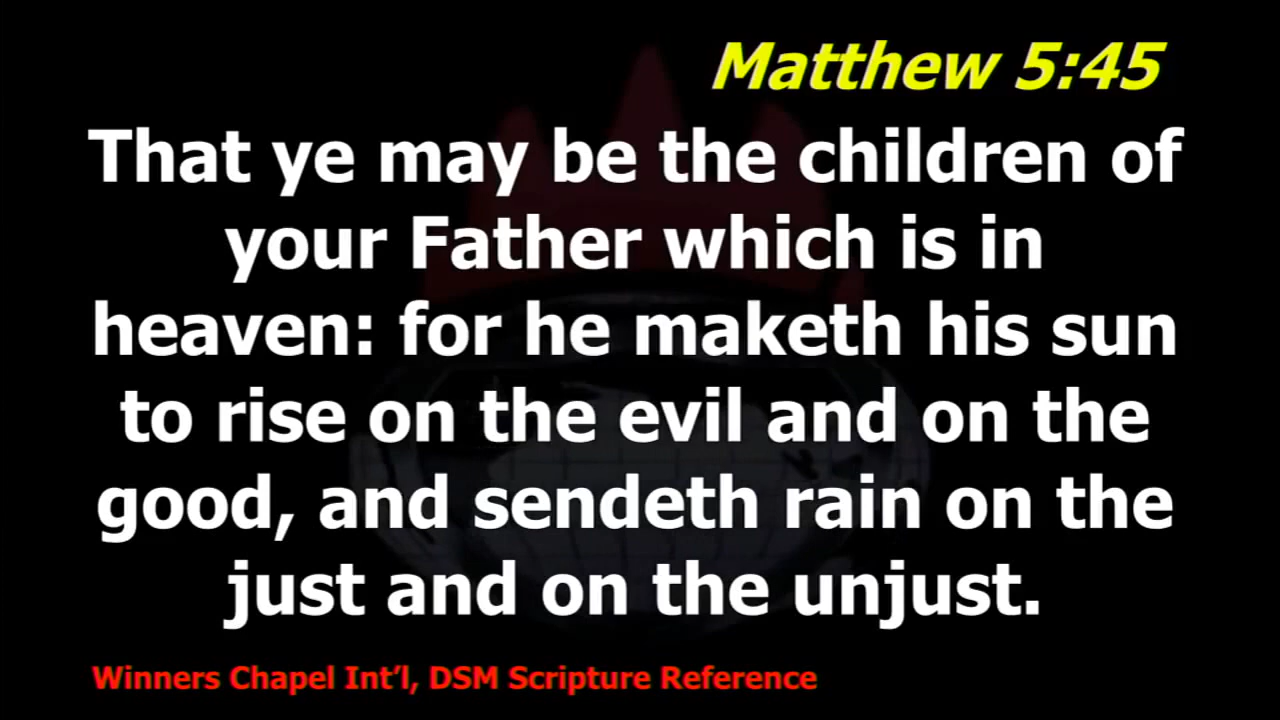 Matthew 5:45
That ye may be the children of
your Father which is in
heaven: for he maketh his sun
to rise on the evil and on the
good, and sendeth rain on the
just and on the unjust.
Winners Chapel Int’l, DSM Scripture Reference